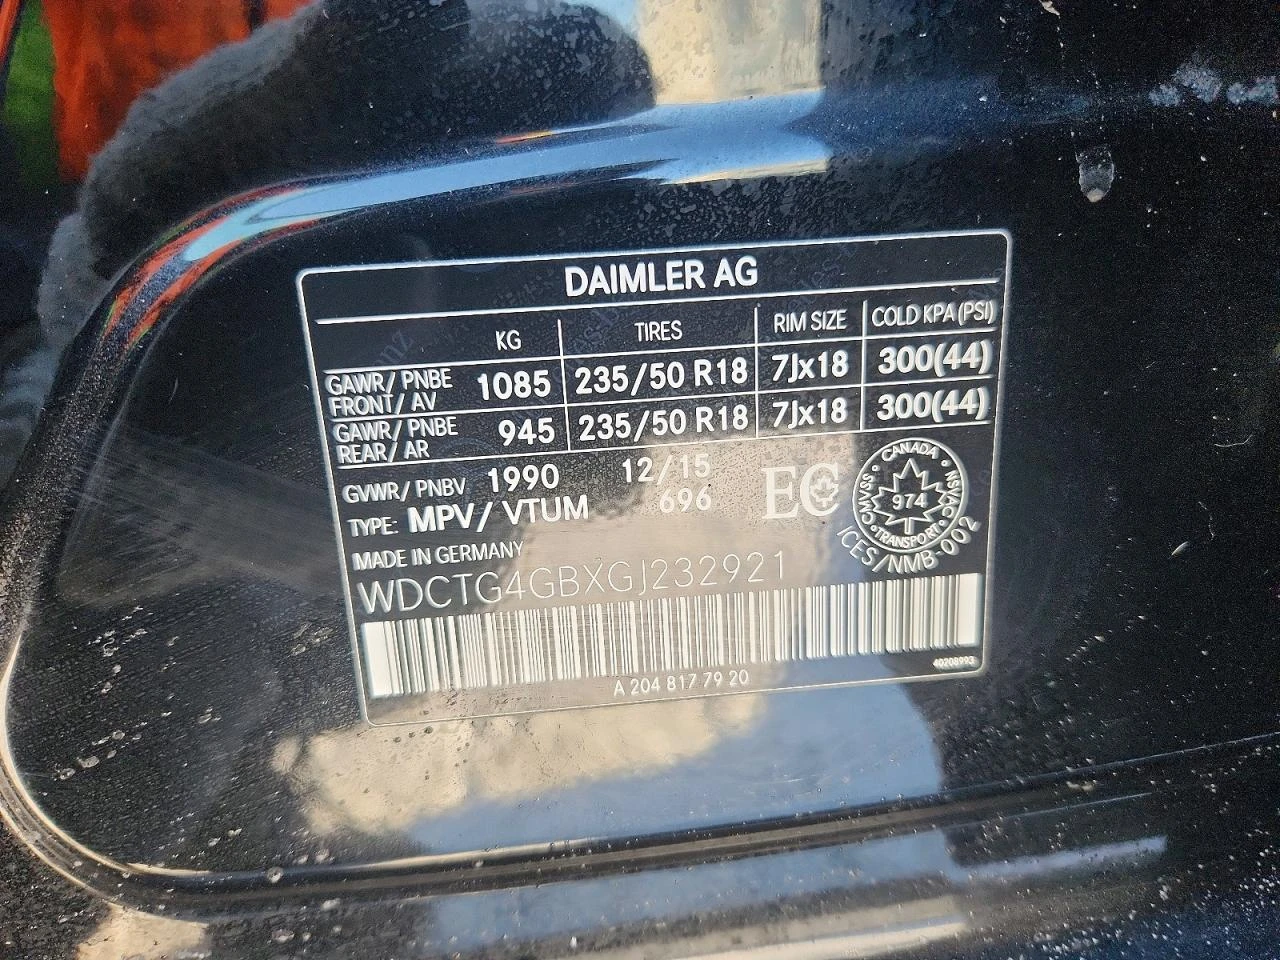 DAIMLER AG
KG TIRES RIM SIZE COLD KPA (PSI)
GAWR/ PNBE FRONT/ AV 1085 235/50 R18 7Jx18 300(44)
GAWR/ PNBE REAR/ AR 945 235/50 R18 7Jx18 300(44)
GVWR/ PNBV 1990 12/15
TYPE: MPV/ VTUM 696
EC
CANADA
CMVSS NSVAC
974
TRANSPORT
ICES/NMB-002
MADE IN GERMANY
WDCTG4GBXGJ232921
40208993
A 204 817 79 20